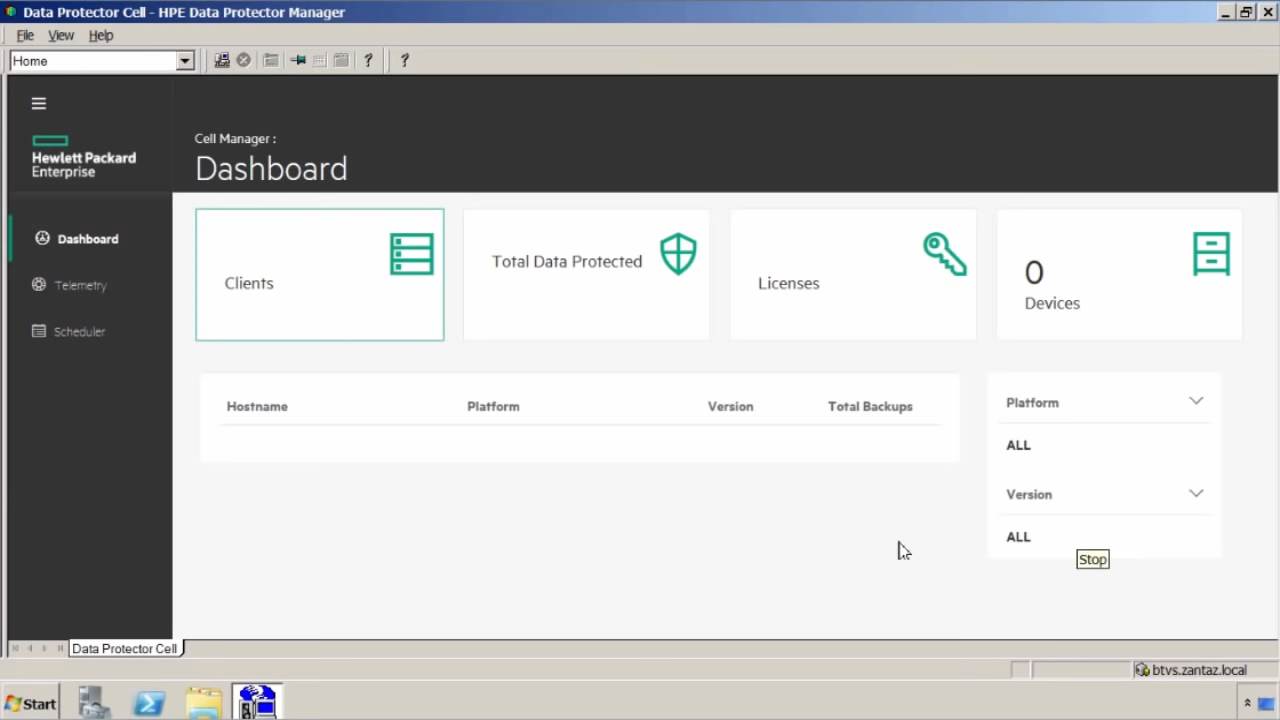 Data Protector Cell - HPE Data Protector Manager
File View Help
Home
? ?
Hewlett Packard
Enterprise
Cell Manager :
Dashboard
Dashboard
Telemetry
Scheduler
Clients
Total Data Protected
Licenses
0
Devices
Hostname Platform Version Total Backups
Platform
ALL
Version
ALL
Stop
Data Protector Cell
btvs.zantaz.local
Start